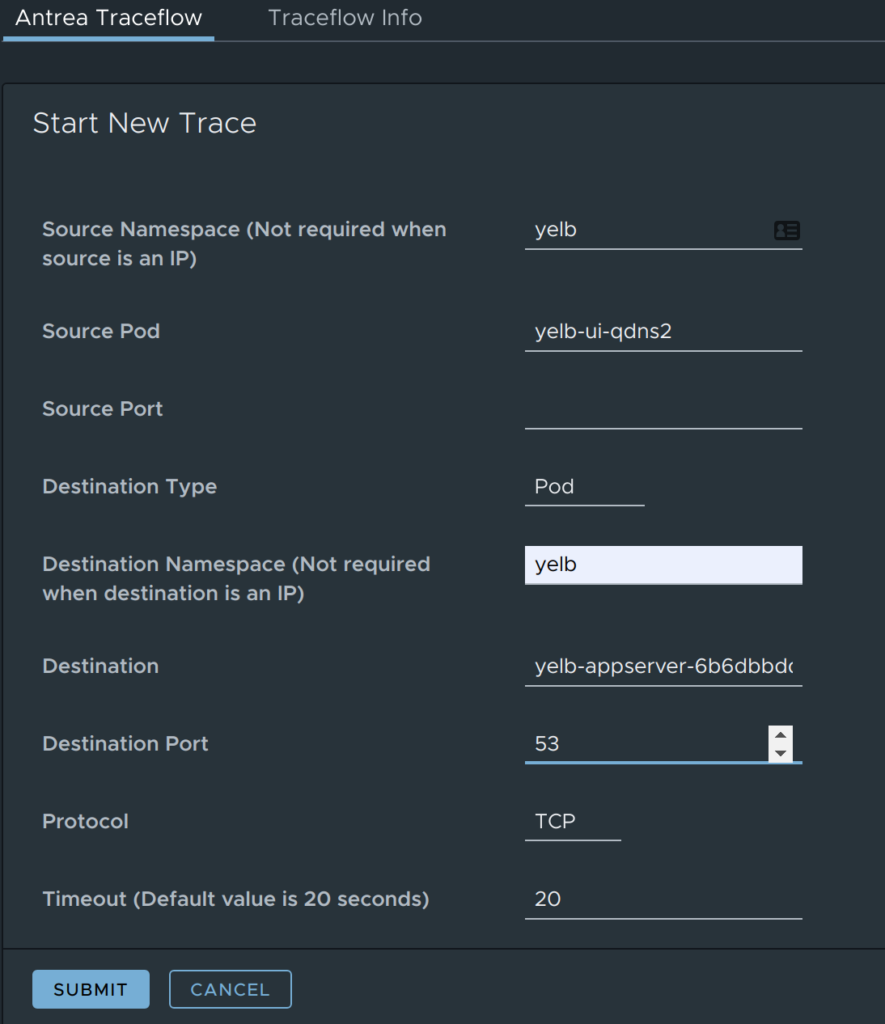 Antrea Traceflow Traceflow Info
Start New Trace
Source Namespace (Not required when yelb
source is an IP)
Source Pod yelb-ui-qdns2
Source Port
Destination Type Pod
Destination Namespace (Not required yelb
when destination is an IP)
Destination yelb-appserver-6b6dbbdc
Destination Port 53
Protocol TCP
Timeout (Default value is 20 seconds) 20
SUBMIT CANCEL